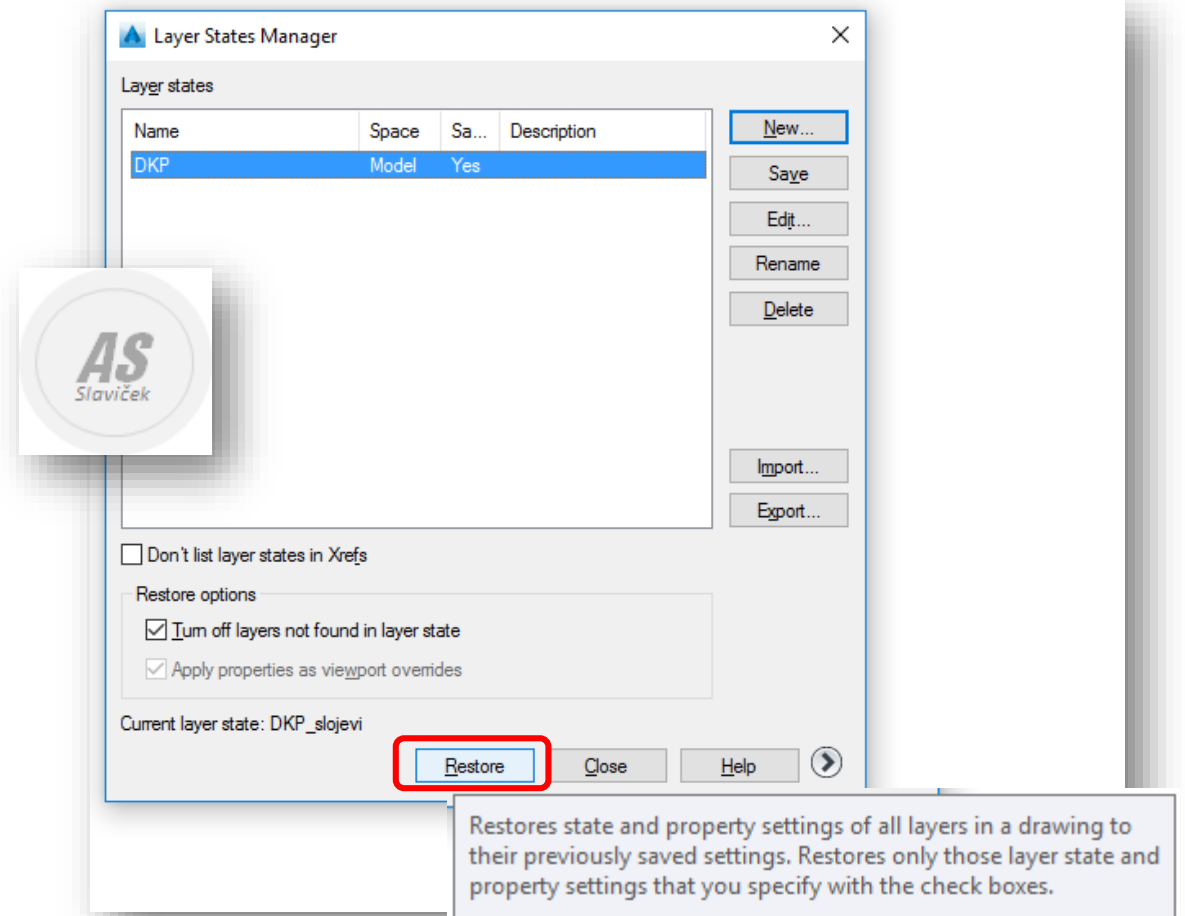 Layer States Manager
Layer states
Name Space Sa... Description
DKP Model Yes
New...
Save
Edit...
Rename
Delete
AS
Slaviček
Import...
Export...
Don't list layer states in Xrefs
Restore options
Turn off layers not found in layer state
Apply properties as viewport overrides
Current layer state: DKP_slojevi
Restore Close Help
Restores state and property settings of all layers in a drawing to
their previously saved settings. Restores only those layer state and
property settings that you specify with the check boxes.